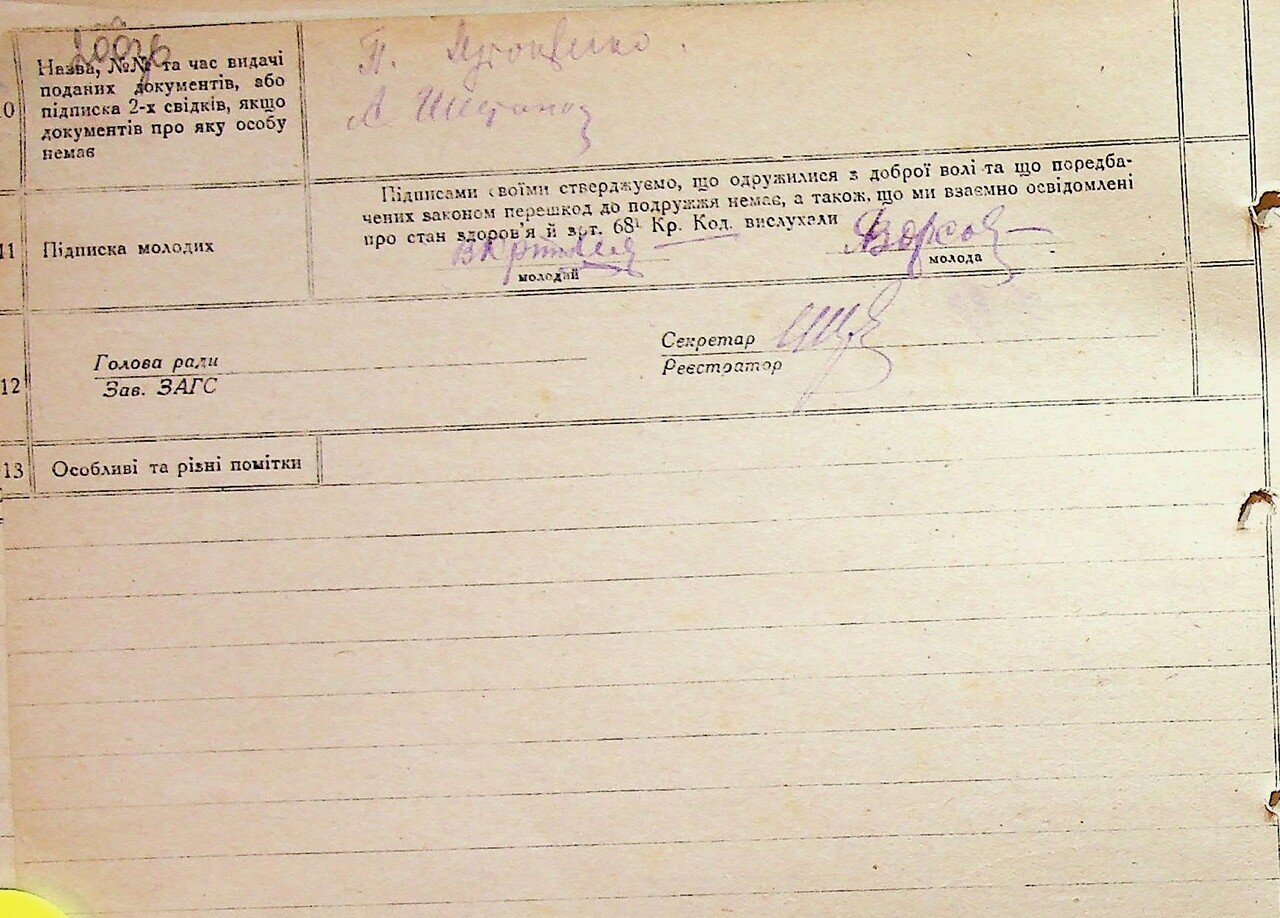 10 Назва, №№ та час видачі
поданих документів, або
підписка 2-х свідків, якщо
документів про яку особу
немає
П.
11 Підписка молодих
Підписами своїми стверджуємо, що одружилися з доброї волі та що передба-
чених законом перешкод до подружжя немає, а також, що ми взаємно освідомлені
про стан здоров'я й арт. 68¹ Кр. Код. вислухали
молодий
молода
12
Голова ради
Зав. ЗАГС
Секретар
Реєстратор
13 Особливі та різні помітки